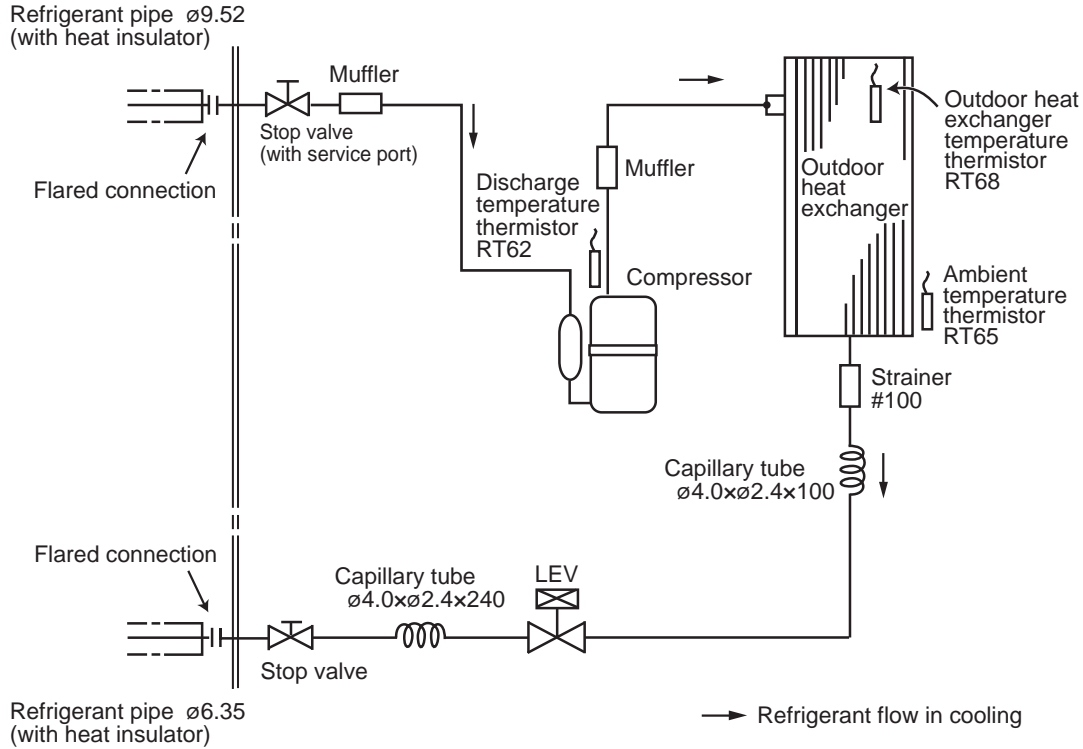 Refrigerant pipe ø9.52
(with heat insulator)
Muffler
Stop valve
(with service port)
Flared connection
Discharge
temperature
thermistor
RT62
Muffler
Compressor
Outdoor
heat
exchanger
Outdoor heat
exchanger
temperature
thermistor
RT68
Ambient
temperature
thermistor
RT65
Strainer
#100
Capillary tube
ø4.0×ø2.4×100
Flared connection
Capillary tube
ø4.0×ø2.4×240
LEV
Stop valve
Refrigerant pipe ø6.35
(with heat insulator)
Refrigerant flow in cooling